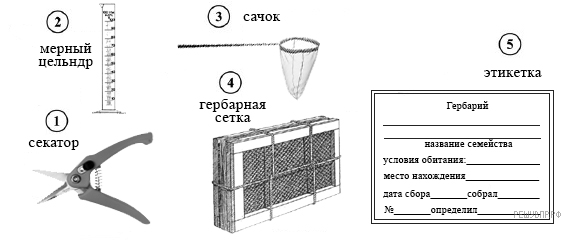 2
мерный
цельндр
3
сачок
5
этикетка
4
гербарная
сетка
1
секатор
Гербарий
название семейства
условия обитания:
место нахождения
дата сбора собрал
№ определил